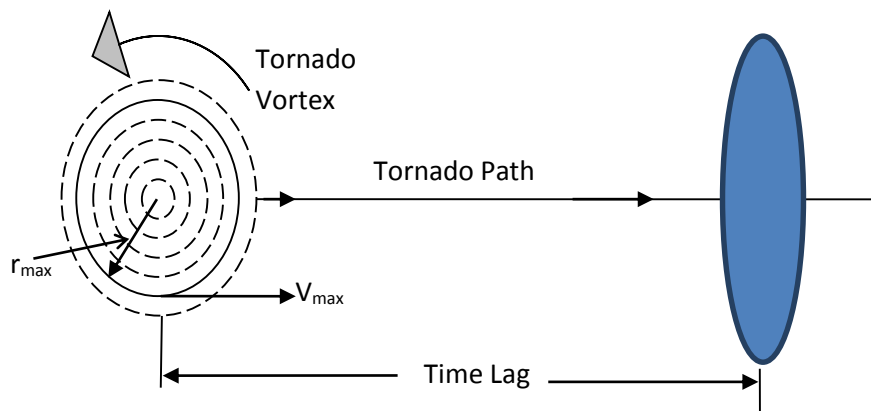 Tornado
Vortex
Tornado Path
rmax
Vmax
Time Lag